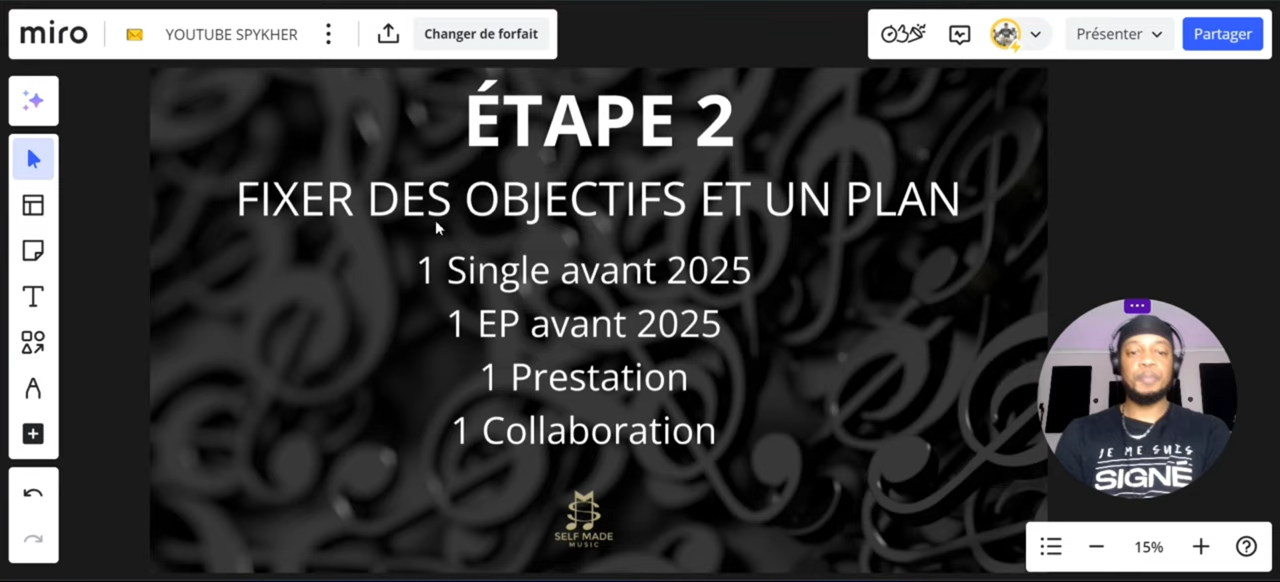 miro
YOUTUBE SPYKHER
Changer de forfait
Présenter
Partager
ÉTAPE 2
FIXER DES OBJECTIFS ET UN PLAN
1 Single avant 2025
1 EP avant 2025
1 Prestation
1 Collaboration
JE ME SUIS
SIGNÉ
SELF MADE
MUSIC
15%